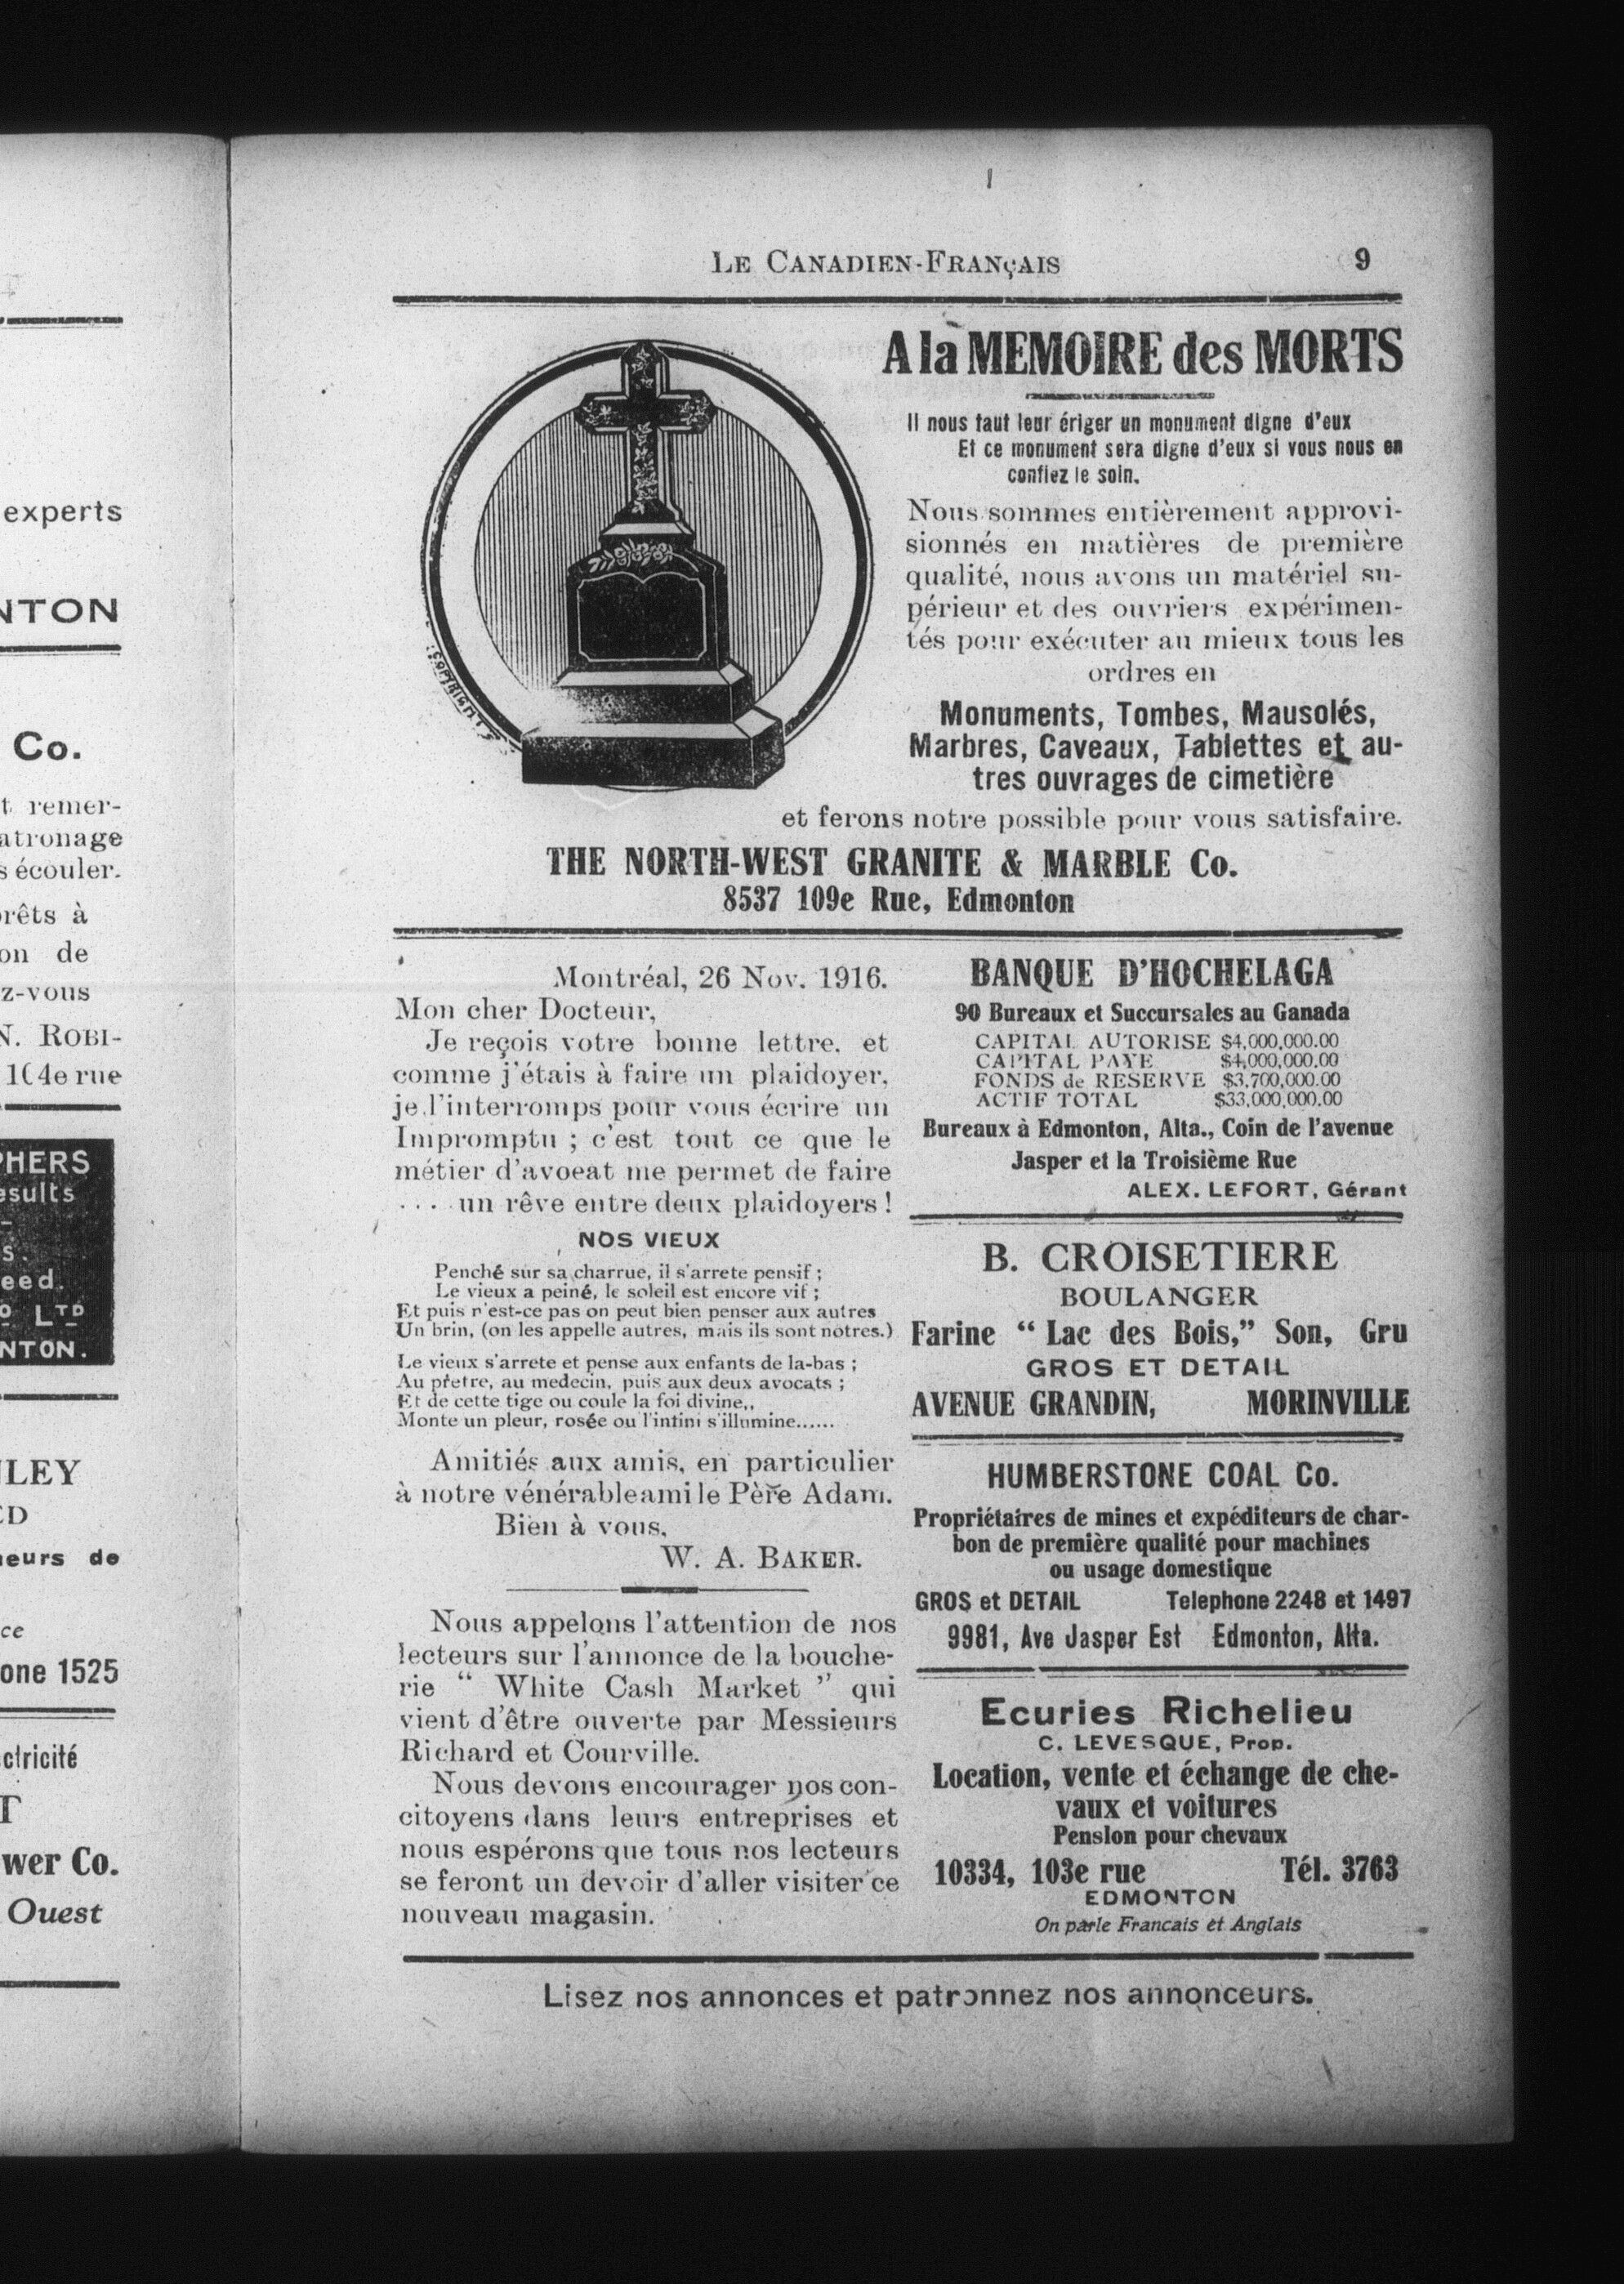 experts
NTON
Co.
t remer-
atronage
s écouler.
rêts à
on de
z-vous
N. ROBI-
104e rue
PHERS
esults
S.
eed.
O LTD
NTON.
LEY
ED
neurs de
ce
one 1525
ctricité
T
wer Co.
Ouest
LE CANADIEN-FRANÇAIS 9
A la MEMOIRE des MORTS
Il nous faut leur ériger un monument digne d'eux
Et ce monument sera digne d'eux si vous nous en
confiez le soin.
Nous sommes entièrement approvi-
sionnés en matières de première
qualité, nous avons un matériel su-
périeur et des ouvriers expérimen-
tés pour exécuter au mieux tous les
ordres en
Monuments, Tombes, Mausolés,
Marbres, Caveaux, Tablettes et au-
tres ouvrages de cimetière
et ferons notre possible pour vous satisfaire.
THE NORTH-WEST GRANITE & MARBLE Co.
8537 109e Rue, Edmonton
Montréal, 26 Nov. 1916.
Mon cher Docteur,
Je reçois votre bonne lettre, et
comme j'étais à faire un plaidoyer,
je l'interromps pour vous écrire un
Impromptu ; c'est tout ce que le
métier d'avoeat me permet de faire
... un rêve entre deux plaidoyers !
NOS VIEUX
Penché sur sa charrue, il s'arrete pensif ;
Le vieux a peiné, le soleil est encore vif ;
Et puis n'est-ce pas on peut bien penser aux autres
Un brin, (on les appelle autres, mais ils sont nôtres.)
Le vieux s'arrete et pense aux enfants de la-bas ;
Au pretre, au medecin, puis aux deux avocats ;
Et de cette tige ou coule la foi divine,,
Monte un pleur, rosée ou l'infini s'illumine......
Amitiés aux amis, en particulier
à notre vénérable ami le Père Adam.
Bien à vous,
W. A. BAKER.
Nous appelons l'attention de nos
lecteurs sur l'annonce de la bouche-
rie " White Cash Market " qui
vient d'être ouverte par Messieurs
Richard et Courville.
Nous devons encourager nos con-
citoyens dans leurs entreprises et
nous espérons que tous nos lecteurs
se feront un devoir d'aller visiter ce
nouveau magasin.
BANQUE D'HOCHELAGA
90 Bureaux et Succursales au Ganada
CAPITAL AUTORISE $4,000,000.00
CAPITAL PAYE $4,000,000.00
FONDS de RESERVE $3,700,000.00
ACTIF TOTAL $33,000,000.00
Bureaux à Edmonton, Alta., Coin de l'avenue
Jasper et la Troisième Rue
ALEX. LEFORT, Gérant
B. CROISETIERE
BOULANGER
Farine " Lac des Bois," Son, Gru
GROS ET DETAIL
AVENUE GRANDIN, MORINVILLE
HUMBERSTONE COAL Co.
Propriétaires de mines et expéditeurs de char-
bon de première qualité pour machines
ou usage domestique
GROS et DETAIL Telephone 2248 et 1497
9981, Ave Jasper Est Edmonton, Alta.
Ecuries Richelieu
C. LEVESQUE, Prop.
Location, vente et échange de che-
vaux et voitures
Pension pour chevaux
10334, 103e rue Tél. 3763
EDMONTON
On parle Francais et Anglais
Lisez nos annonces et patronnez nos annonceurs.